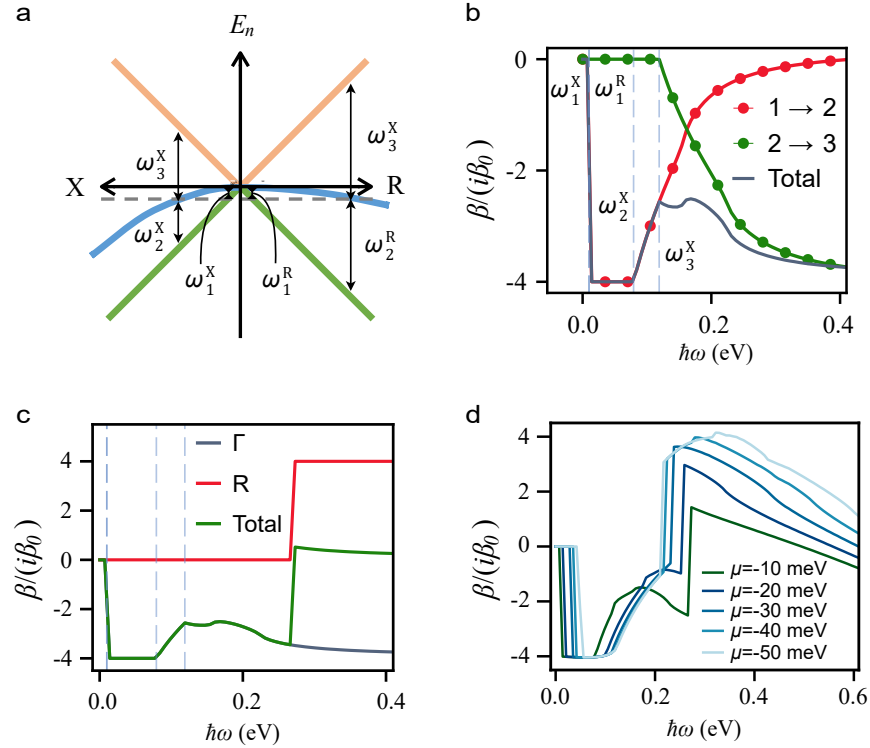 a
E_n
X
R
ω_3^X
ω_3^X
ω_2^X
ω_2^R
ω_1^X
ω_1^R
b
β/(iβ_0)
0
-2
-4
ω_1^X
ω_1^R
ω_2^X
ω_3^X
1 → 2
2 → 3
Total
0.0
0.2
0.4
ħω (eV)
c
β/(iβ_0)
4
2
0
-2
-4
Γ
R
Total
0.0
0.2
0.4
ħω (eV)
d
β/(iβ_0)
4
2
0
-2
-4
μ=-10 meV
μ=-20 meV
μ=-30 meV
μ=-40 meV
μ=-50 meV
0.0
0.2
0.4
0.6
ħω (eV)